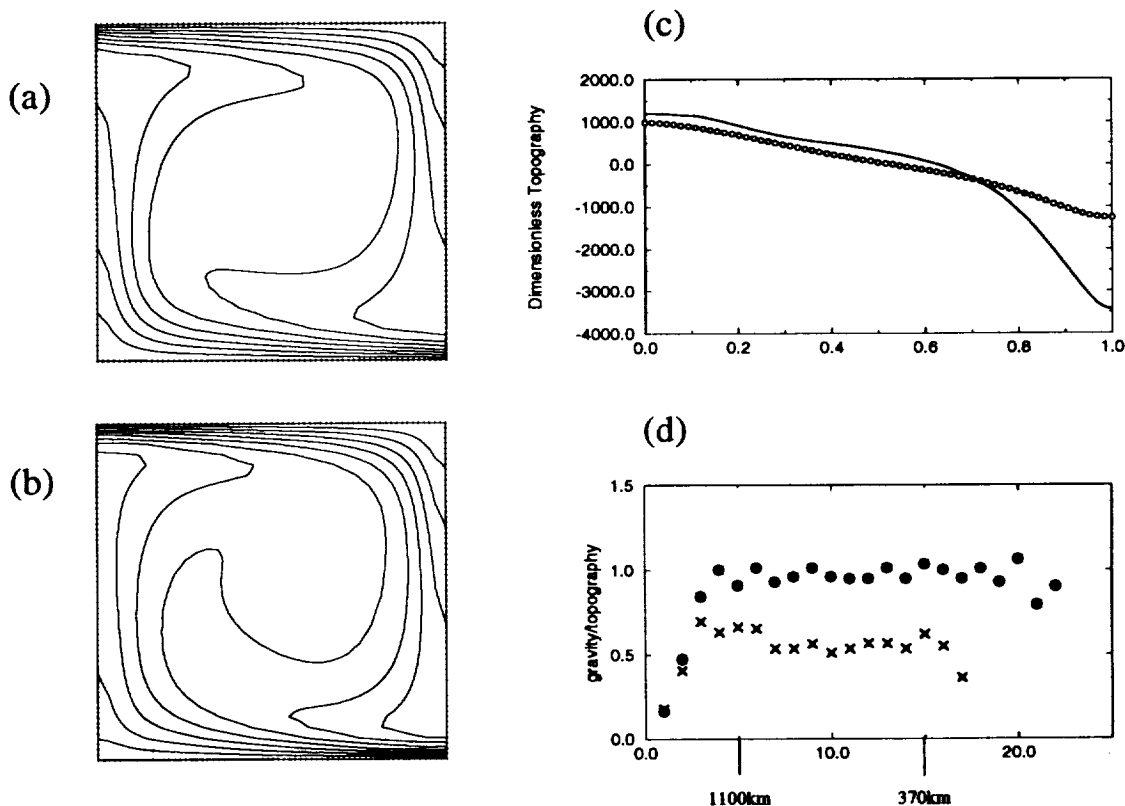 (a)
(b)
(c)
Dimensionless Topography
2000.0
1000.0
0.0
-1000.0
-2000.0
-3000.0
-4000.0
0.0 0.2 0.4 0.6 0.8 1.0
(d)
gravity/topography
1.5
1.0
0.5
0.0
0.0 10.0 20.0
1100km 370km